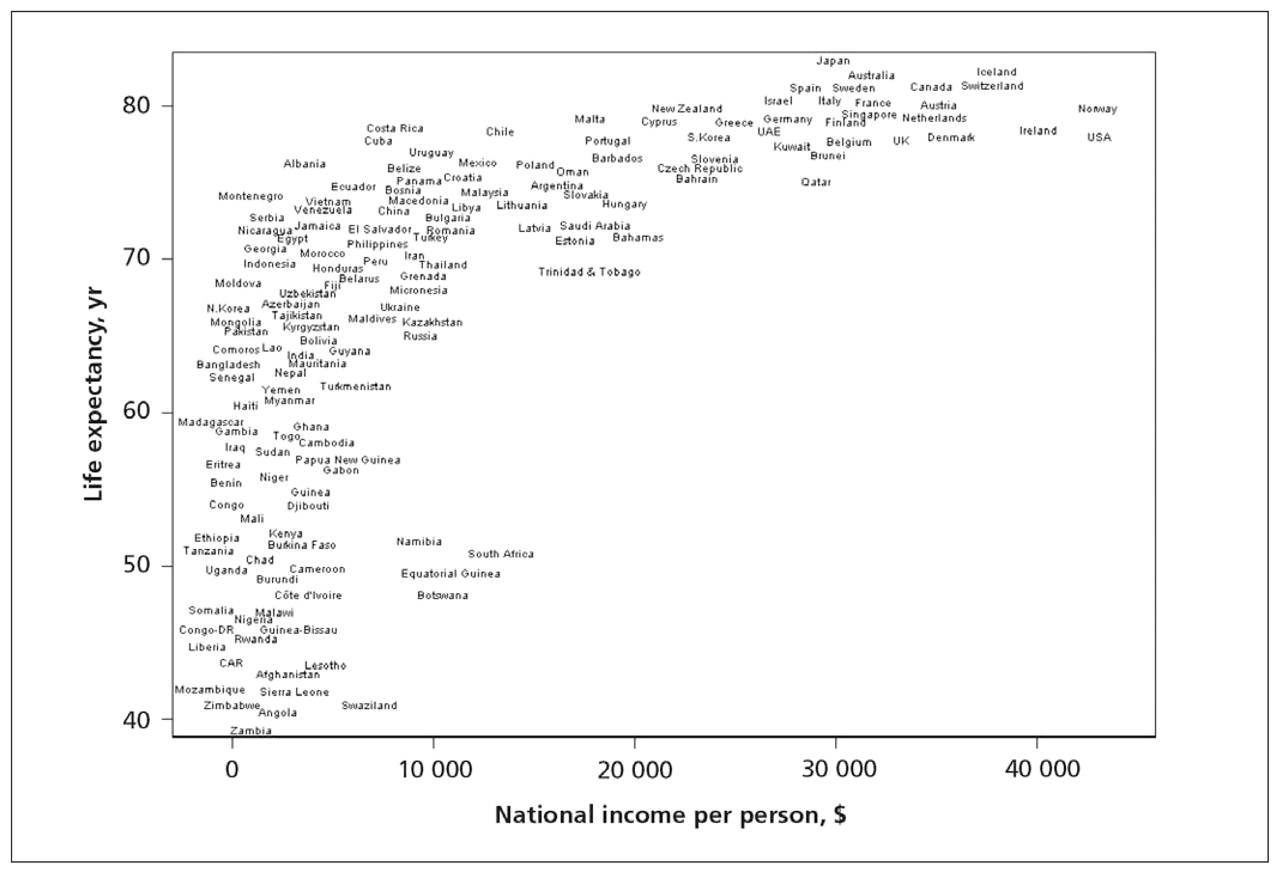 Japan
Iceland
Australia
Spain Sweden Canada Switzerland
Israel Italy France Austria
80 New Zealand Norway
Malta Cyprus Greece Germany Finland Singapore Netherlands
Costa Rica Chile UAE Ireland
Cuba Portugal S.Korea Kuwait Belgium UK Denmark USA
Uruguay Barbados Slovenia Brunei
Albania Belize Mexico Poland Oman Czech Republic
Ecuador Panama Croatia Argentina Bahrain Qatar
Montenegro Vietnam Bosnia Malaysia Slovakia
Venezuela Macedonia Libya Lithuania Hungary
Serbia China Bulgaria
Nicaragua Jamaica El Salvador Romania Latvia Saudi Arabia
Egypt Philippines Turkey Estonia Bahamas
70 Georgia Morocco Iran
Indonesia Honduras Peru Thailand Trinidad & Tobago
Moldova Fiji Belarus Grenada
Uzbekistan Micronesia
N.Korea Azerbaijan Ukraine
Mongolia Tajikistan Maldives Kazakhstan
Pakistan Kyrgyzstan Russia
Bolivia
Comoros Lao India Guyana
Bangladesh Mauritania
Senegal Nepal
Yemen Turkmenistan
Haiti Myanmar
60
Madagascar
Gambia Ghana
Togo Cambodia
Iraq Sudan
Eritrea Papua New Guinea
Gabon
Benin Niger
Guinea
Congo Djibouti
Mali
Ethiopia Kenya Namibia
Tanzania Burkina Faso
Chad South Africa
50 Uganda Cameroon Equatorial Guinea
Burundi
Côte d'Ivoire Botswana
Somalia Malawi
Nigeria
Congo-DR Guinea-Bissau
Rwanda
Liberia
CAR Lesotho
Afghanistan
Mozambique Sierra Leone
Zimbabwe Swaziland
Angola
40
Zambia
Life expectancy, yr
0 10 000 20 000 30 000 40 000
National income per person, $